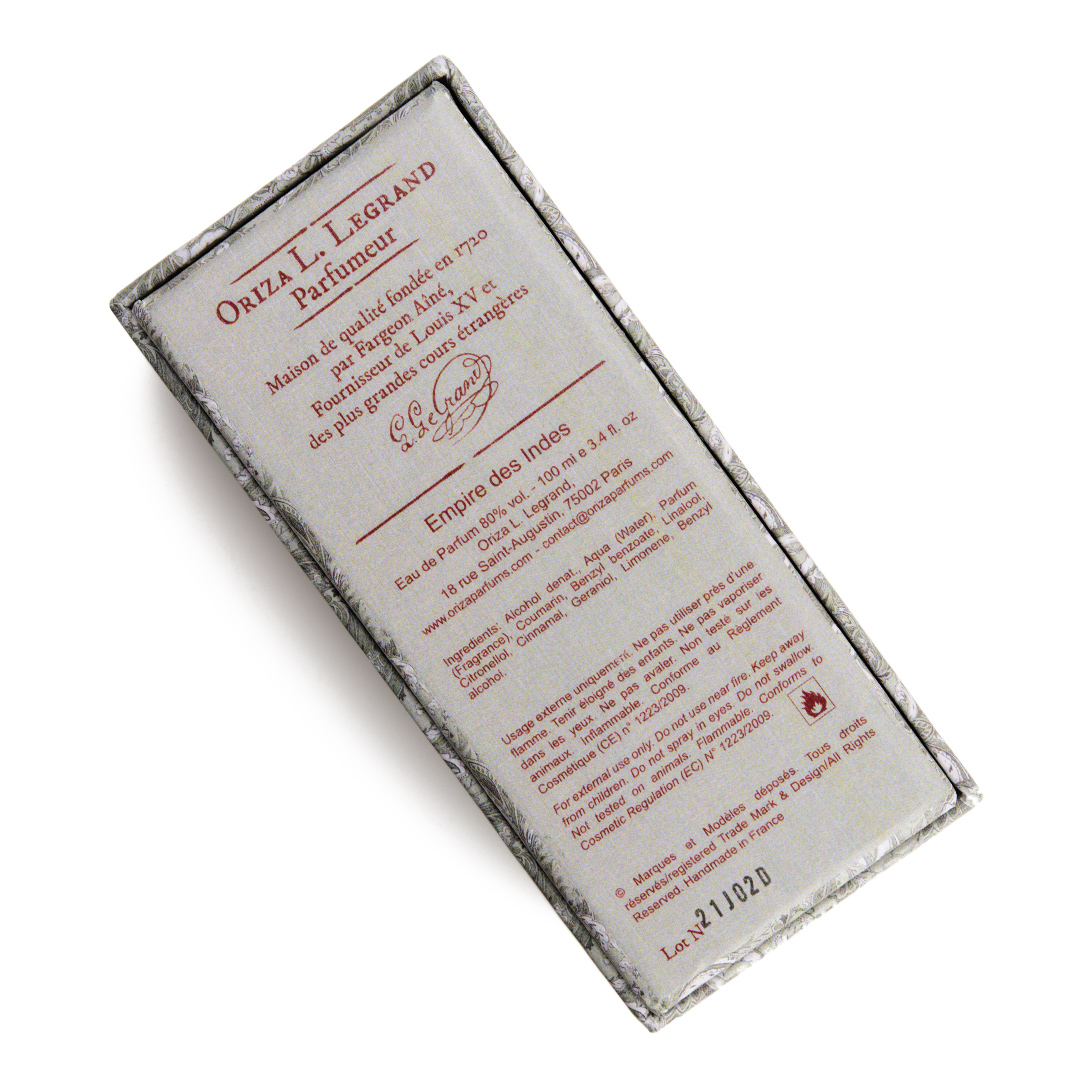 ORIZA L. LEGRAND
Parfumeur
Maison de qualité fondée en 1720
par Fargeon Aîné,
Fournisseur de Louis XV et
des plus grandes cours étrangères
L. LeGrand
Empire des Indes
Eau de Parfum 80% vol. - 100 ml e 3.4 fl. oz
Oriza L. Legrand,
18 rue Saint-Augustin, 75002 Paris
www.orizaparfums.com - contact@orizaparfums.com
Ingredients: Alcohol denat., Aqua (Water), Parfum
(Fragrance), Coumarin, Benzyl benzoate, Linalool,
Citronellol, Cinnamal, Geraniol, Limonene, Benzyl
alcohol.
Usage externe uniquement. Ne pas utiliser près d'une
flamme. Tenir éloigné des enfants. Ne pas vaporiser
dans les yeux. Ne pas avaler. Non testé sur les
animaux. Inflammable. Conforme au Règlement
Cosmétique (CE) n° 1223/2009.
For external use only. Do not use near fire. Keep away
from children. Do not spray in eyes. Do not swallow.
Not tested on animals. Flammable. Conforms to
Cosmetic Regulation (EC) N° 1223/2009.
© Marques et Modèles déposés. Tous droits
réservés/registered Trade Mark & Design/All Rights
Reserved. Handmade in France
Lot N° 21J02D